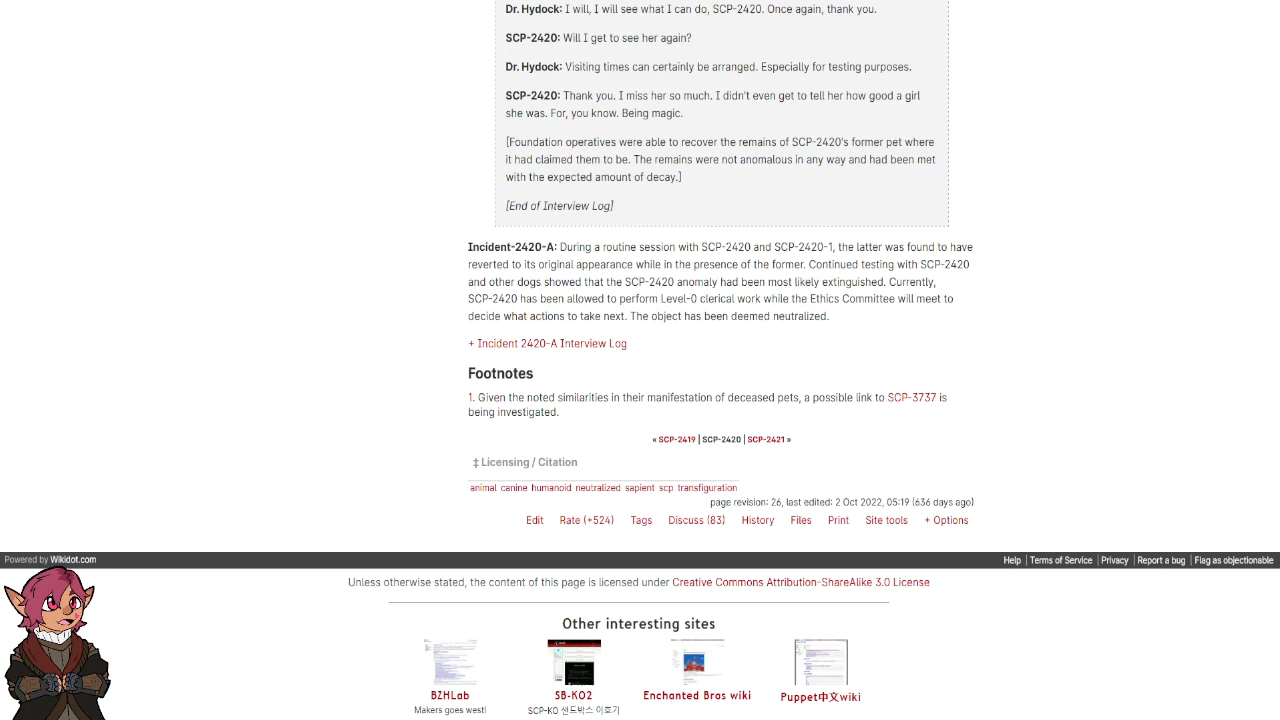 Dr. Hydock: I will, I will see what I can do, SCP-2420. Once again, thank you.
SCP-2420: Will I get to see her again?
Dr. Hydock: Visiting times can certainly be arranged. Especially for testing purposes.
SCP-2420: Thank you. I miss her so much. I didn't even get to tell her how good a girl
she was. For, you know. Being magic.
[Foundation operatives were able to recover the remains of SCP-2420's former pet where
it had claimed them to be. The remains were not anomalous in any way and had been met
with the expected amount of decay.]
[End of Interview Log]
Incident-2420-A: During a routine session with SCP-2420 and SCP-2420-1, the latter was found to have
reverted to its original appearance while in the presence of the former. Continued testing with SCP-2420
and other dogs showed that the SCP-2420 anomaly had been most likely extinguished. Currently,
SCP-2420 has been allowed to perform Level-0 clerical work while the Ethics Committee will meet to
decide what actions to take next. The object has been deemed neutralized.
+ Incident 2420-A Interview Log
Footnotes
1. Given the noted similarities in their manifestation of deceased pets, a possible link to SCP-3737 is
being investigated.
« SCP-2419 | SCP-2420 | SCP-2421 »
‡ Licensing / Citation
animal canine humanoid neutralized sapient scp transfiguration
page revision: 26, last edited: 2 Oct 2022, 05:19 (636 days ago)
Edit Rate (+524) Tags Discuss (83) History Files Print Site tools + Options
Powered by Wikidot.com Help | Terms of Service | Privacy | Report a bug | Flag as objectionable
Unless otherwise stated, the content of this page is licensed under Creative Commons Attribution-ShareAlike 3.0 License
Other interesting sites
BZHLab SB-KO2 Enchanted Bros wiki Puppet中文wiki
Makers goes west! SCP-KO 샌드박스 이호기